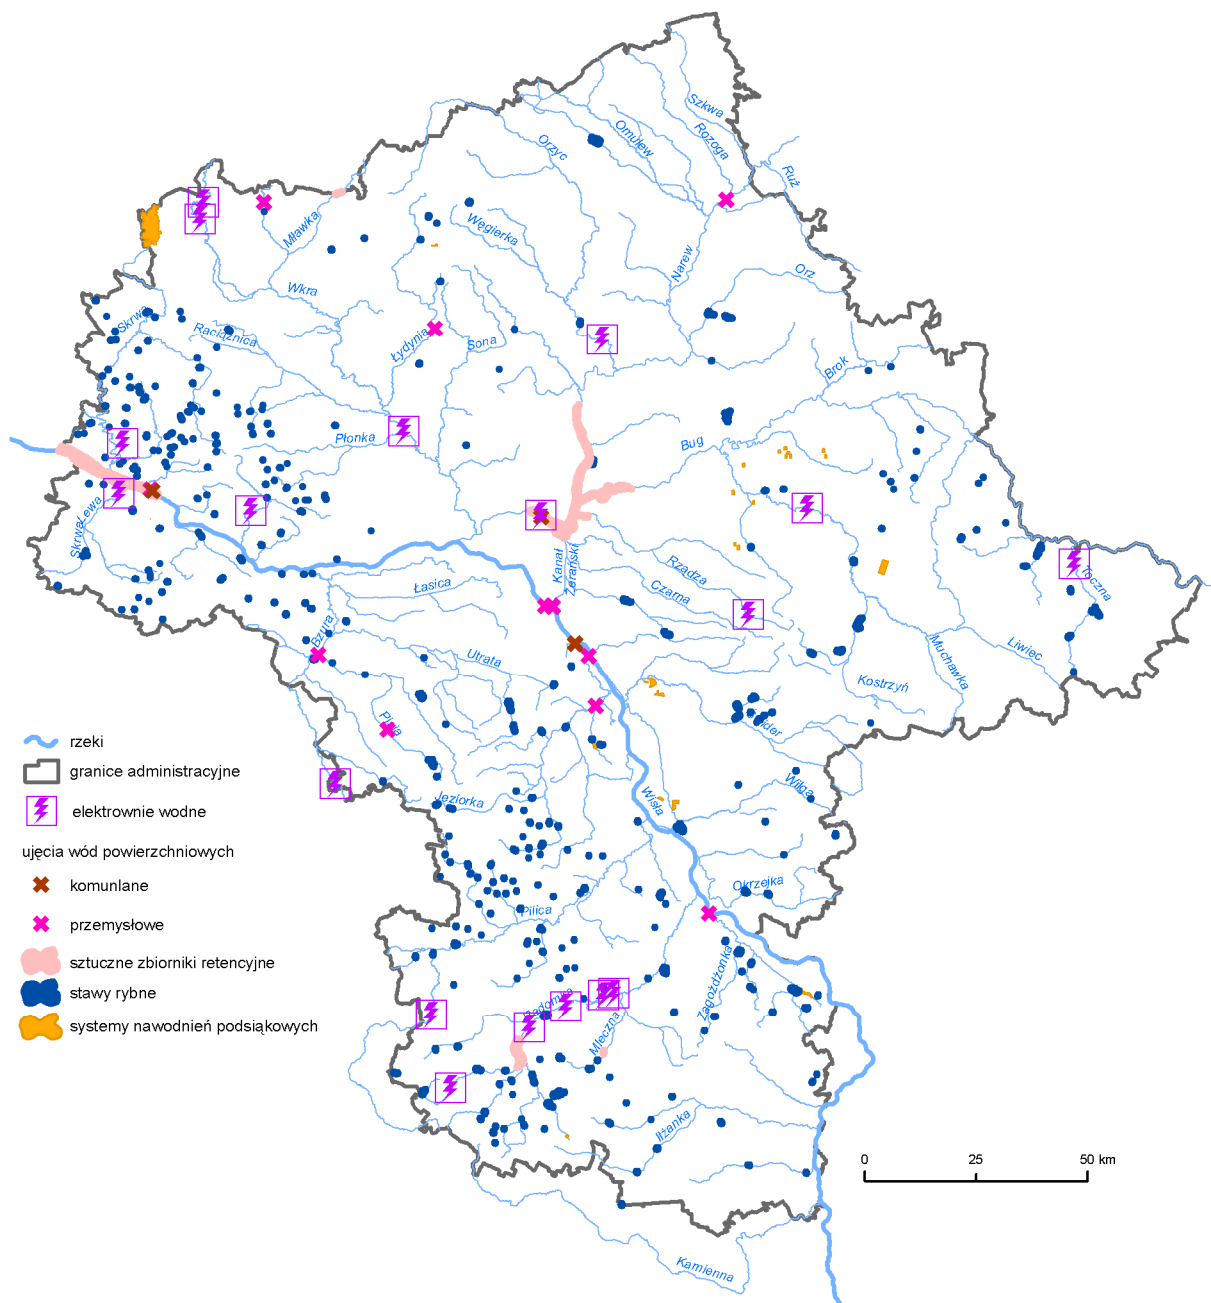 Szkwa
Omulew
Rozoga
Orzyc
Ruż
Mławka
Węgierka
Narew
Orz
Wkra
Skrwa
Raciążnica
Łydynia
Sona
Brok
Płonka
Bug
Skrwa Lewa
Kanał
Żerański
Rządza
Czarna
Toczna
Łasica
Bzura
Utrata
Muchawka
Liwiec
Kostrzyń
Pisia
Świder
rzeki
granice administracyjne
elektrownie wodne
ujęcia wód powierzchniowych
komunlane
przemysłowe
sztuczne zbiorniki retencyjne
stawy rybne
systemy nawodnień podsiąkowych
Jeziorka
Wisła
Wilga
Okrzejka
Pilica
Zagożdżonka
Radomka
Mleczna
Iłżanka
0 25 50 km
Kamienna